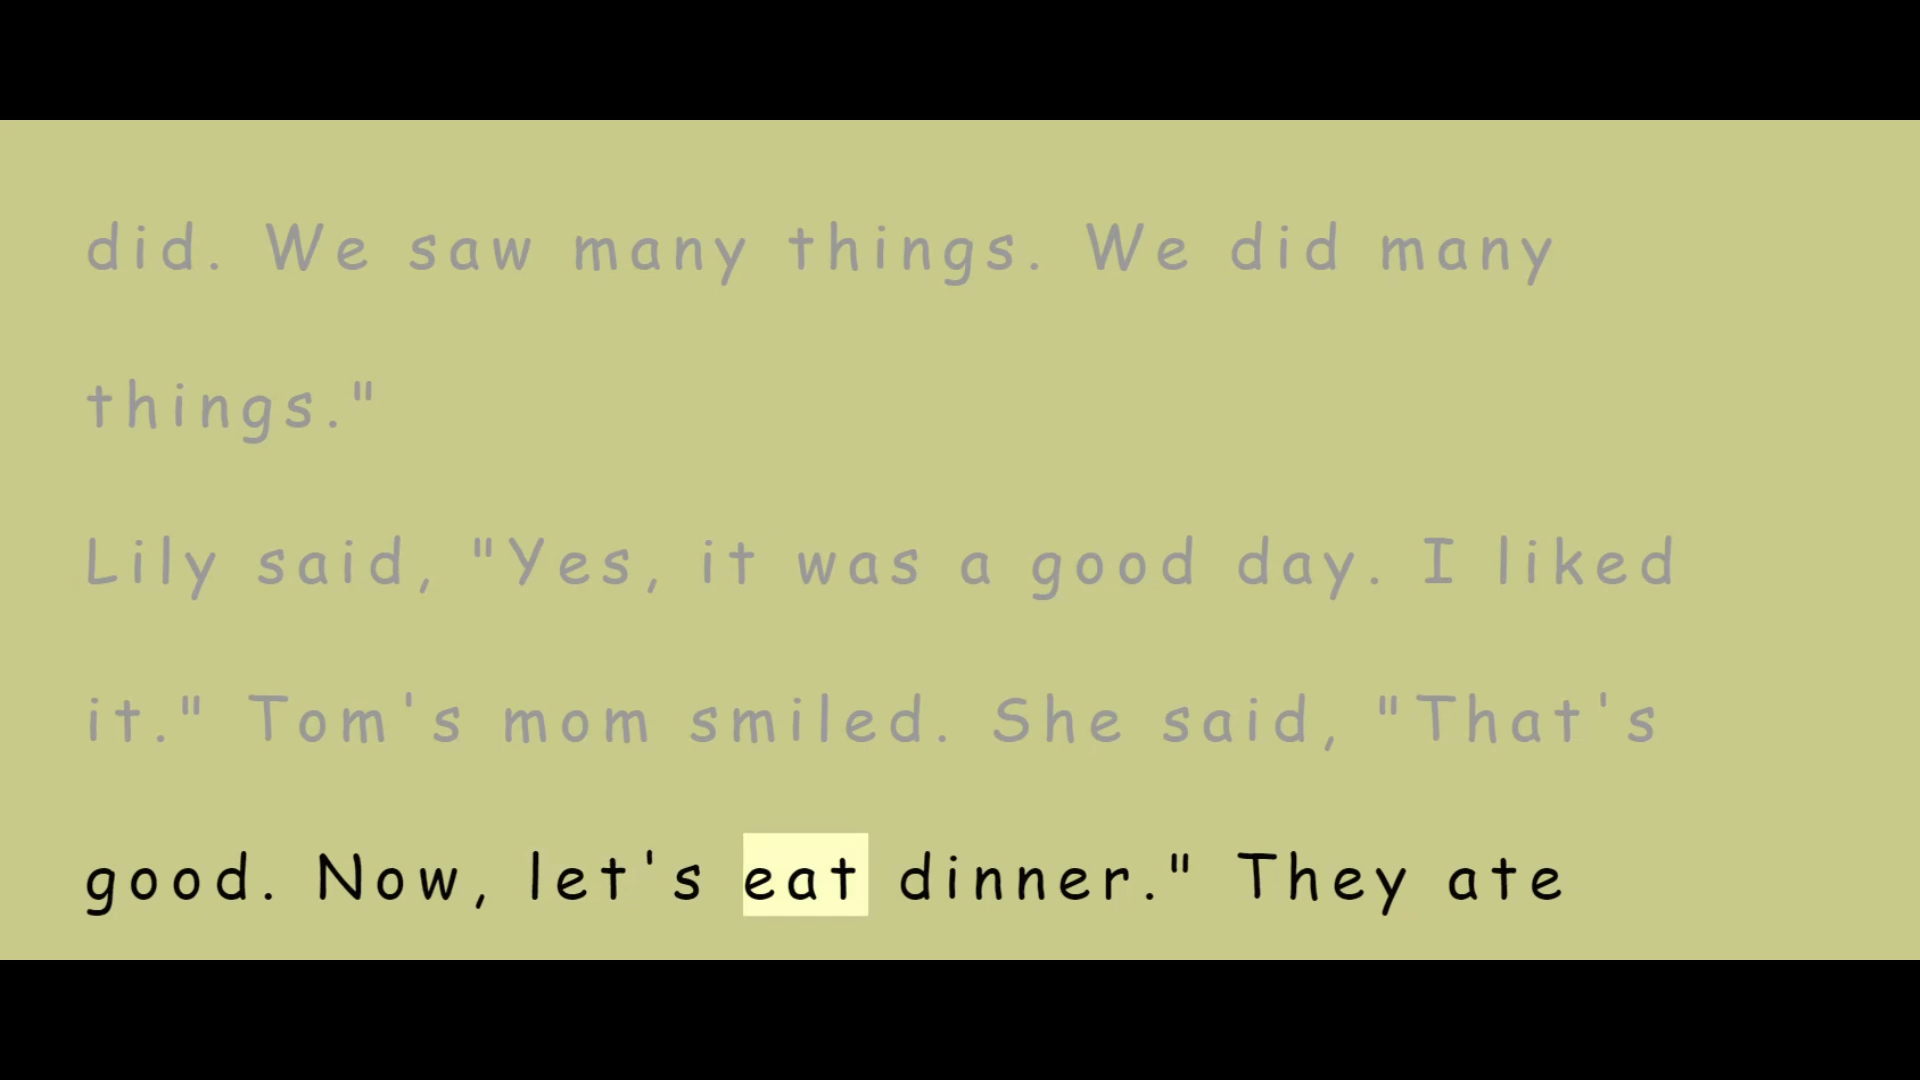 did. We saw many things. We did many
things."
Lily said, "Yes, it was a good day. I liked
it." Tom's mom smiled. She said, "That's
good. Now, let's eat dinner." They ate